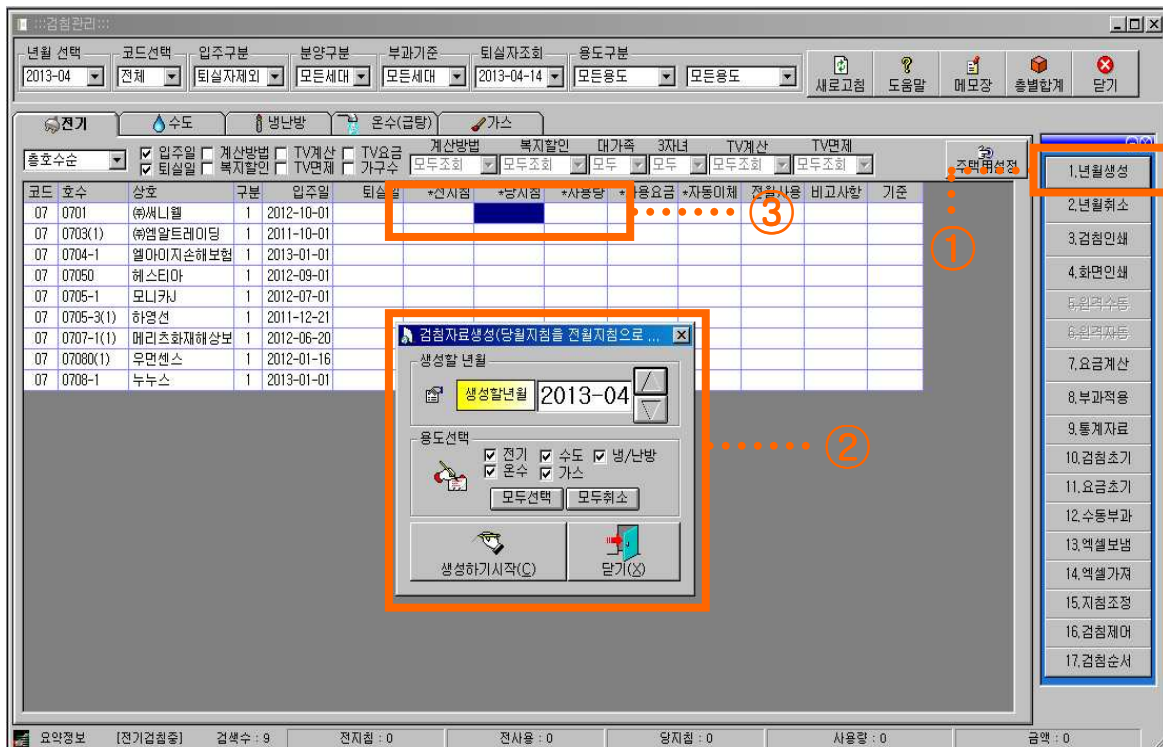 :::검침관리:::
년월 선택 코드선택 입주구분 분양구분 부과기준 퇴실자조회 용도구분
2013-04 전체 퇴실자제외 모든세대 모든세대 2013-04-14 모든용도 모든용도
새로고침 도움말 메모장 층별합계 닫기
전기 수도 냉난방 온수(급탕) 가스
계산방법 복지할인 대가족 3자녀 TV계산 TV면제
층호수순 입주일 계산방법 TV계산 TV요금 모두조회 모두조회 모두 모두 모두조회 모두조회
퇴실일 복지할인 TV면제 가구수
주택용설정
코드 호수 상호 구분 입주일 퇴실일 *전지침 *당지침 *사용당 *사용요금 *자동이체 전월사용 비고사항 기준
07 0701 ㈜써니웰 1 2012-10-01
07 0703(1) ㈜엠알트레이딩 1 2011-10-01
07 0704-1 엘아이지손해보험 1 2013-01-01
07 07050 헤스티아 1 2012-09-01
07 0705-1 모니카J 1 2012-07-01
07 0705-3(1) 하영선 1 2011-12-21
07 0707-1(1) 메리츠화재해상보 1 2012-06-20
07 07080(1) 우먼센스 1 2012-01-16
07 0708-1 누누스 1 2013-01-01
③
①
검침자료생성(당월지침을 전월지침으로 ...
생성할 년월
생성할년월 2013-04
용도선택
전기 수도 냉/난방
온수 가스
모두선택 모두취소
생성하기시작(C) 닫기(X)
②
1.년월생성
2.년월취소
3.검침인쇄
4.화면인쇄
5.원격수동
6.원격자동
7.요금계산
8.부과적용
9.통계자료
10.검침초기
11.요금초기
12.수동부과
13.엑셀보냄
14.엑셀가져
15.지침조정
16.검침제어
17.검침순서
요약정보 [전기검침중] 검색수 : 9 전지침 : 0 전사용 : 0 당지침 : 0 사용량 : 0 금액 : 0